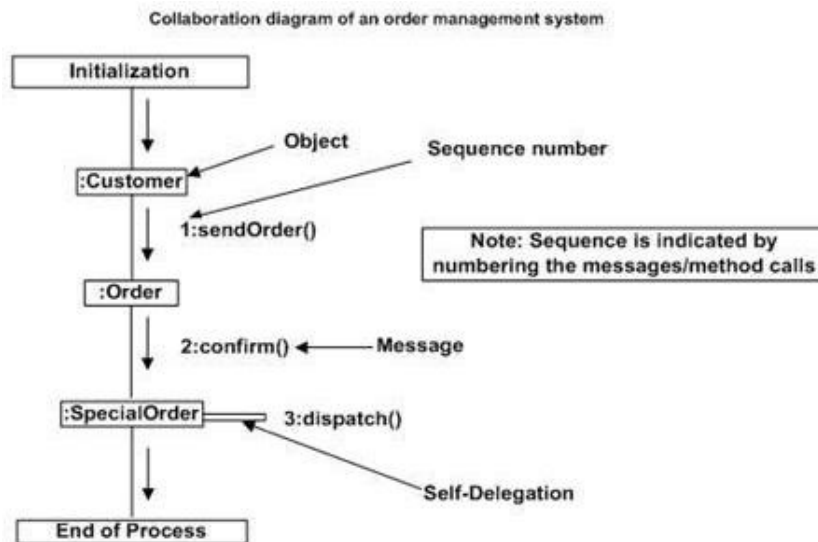 Collaboration diagram of an order management system
Initialization
Object
Sequence number
:Customer
1:sendOrder()
Note: Sequence is indicated by
numbering the messages/method calls
:Order
2:confirm()
Message
:SpecialOrder
3:dispatch()
Self-Delegation
End of Process